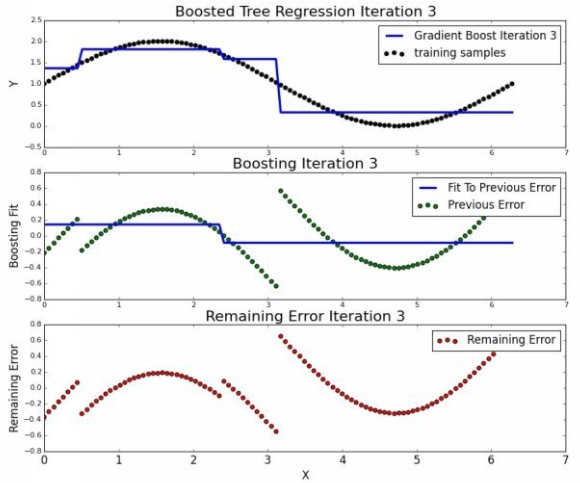 Boosted Tree Regression Iteration 3
2.5
2.0
1.5
1.0
0.5
0.0
−0.5
Y
Gradient Boost Iteration 3
training samples
0 1 2 3 4 5 6 7
Boosting Iteration 3
0.8
0.6
0.4
0.2
0.0
−0.2
−0.4
−0.6
−0.8
Boosting Fit
Fit To Previous Error
Previous Error
0 1 2 3 4 5 6 7
Remaining Error Iteration 3
0.8
0.6
0.4
0.2
0.0
−0.2
−0.4
−0.6
−0.8
Remaining Error
Remaining Error
0 1 2 3 4 5 6 7
X